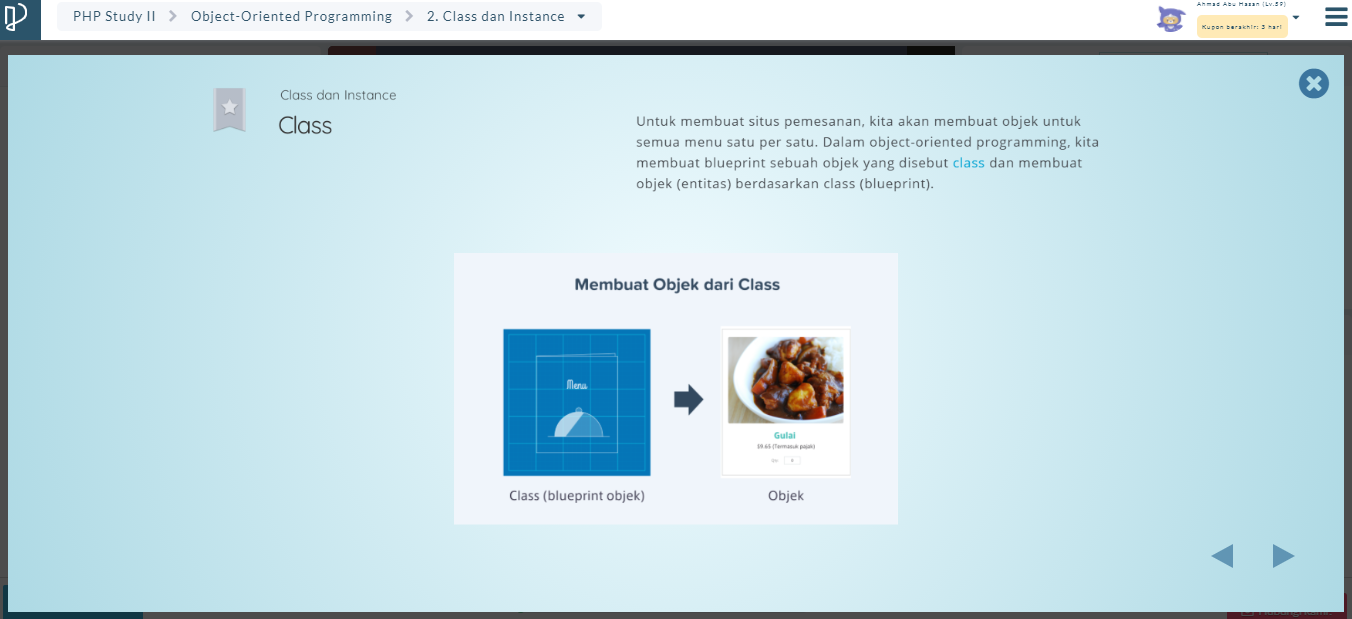 PHP Study II
Object-Oriented Programming
2. Class dan Instance
Ahmad Abu Hasan (Lv.59)
Kupon berakhir: 3 hari
Class dan Instance
Class
Untuk membuat situs pemesanan, kita akan membuat objek untuk
semua menu satu per satu. Dalam object-oriented programming, kita
membuat blueprint sebuah objek yang disebut class dan membuat
objek (entitas) berdasarkan class (blueprint).
Membuat Objek dari Class
Menu
Gulai
$9.65 (Termasuk pajak)
0
Class (blueprint objek)
Objek